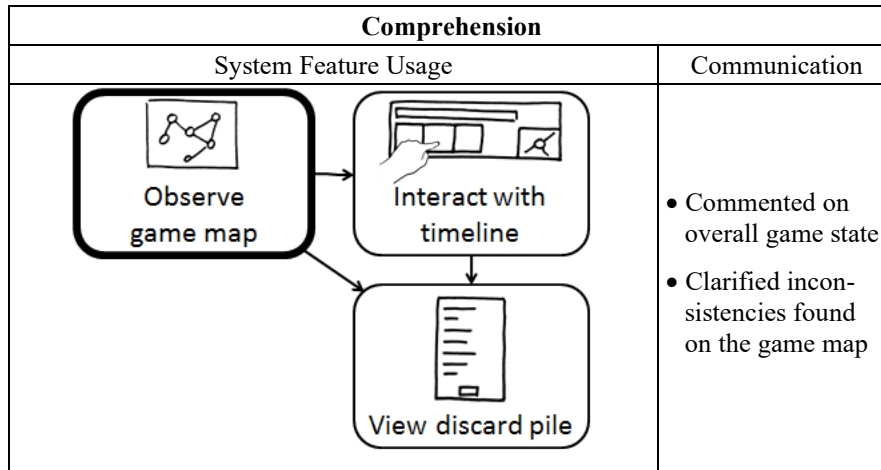 Comprehension
System Feature Usage
Communication
Observe
game map
Interact with
timeline
View discard pile
• Commented on
overall game state
• Clarified incon-
sistencies found
on the game map